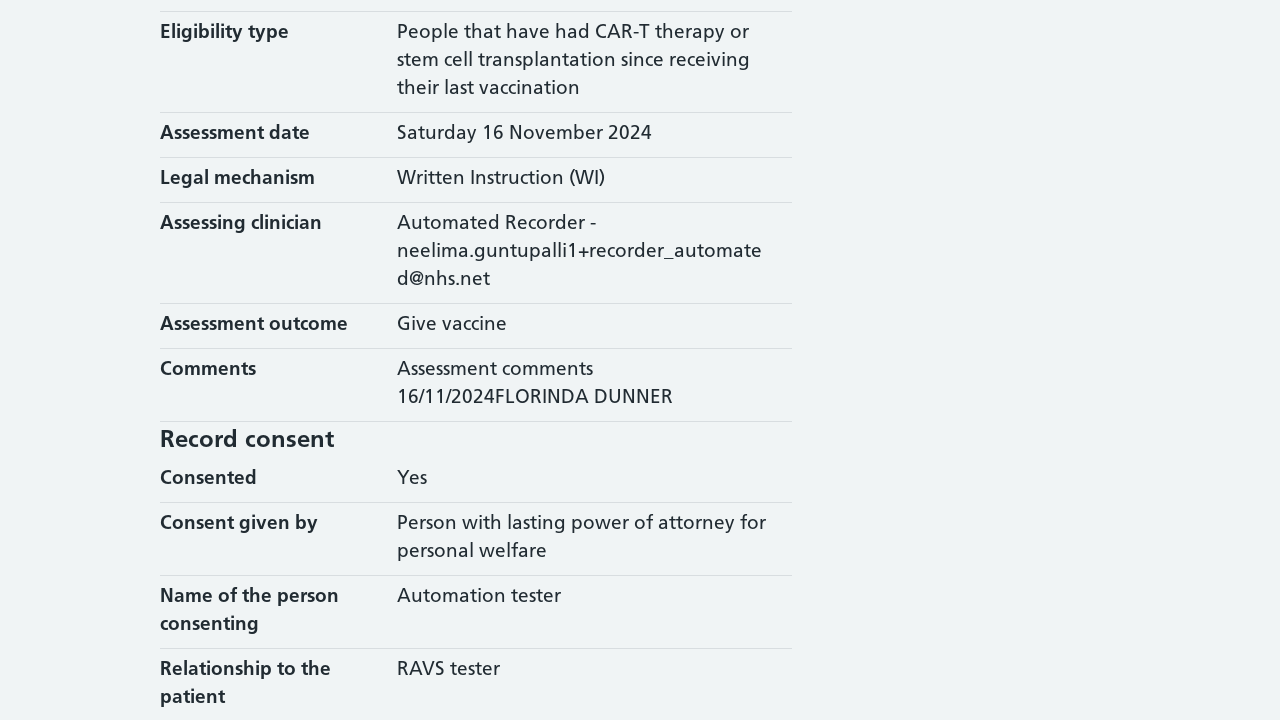 Eligibility type
People that have had CAR-T therapy or
stem cell transplantation since receiving
their last vaccination
Assessment date
Saturday 16 November 2024
Legal mechanism
Written Instruction (WI)
Assessing clinician
Automated Recorder -
neelima.guntupalli1+recorder_automate
d@nhs.net
Assessment outcome
Give vaccine
Comments
Assessment comments
16/11/2024FLORINDA DUNNER
Record consent
Consented
Yes
Consent given by
Person with lasting power of attorney for
personal welfare
Name of the person
consenting
Automation tester
Relationship to the
patient
RAVS tester